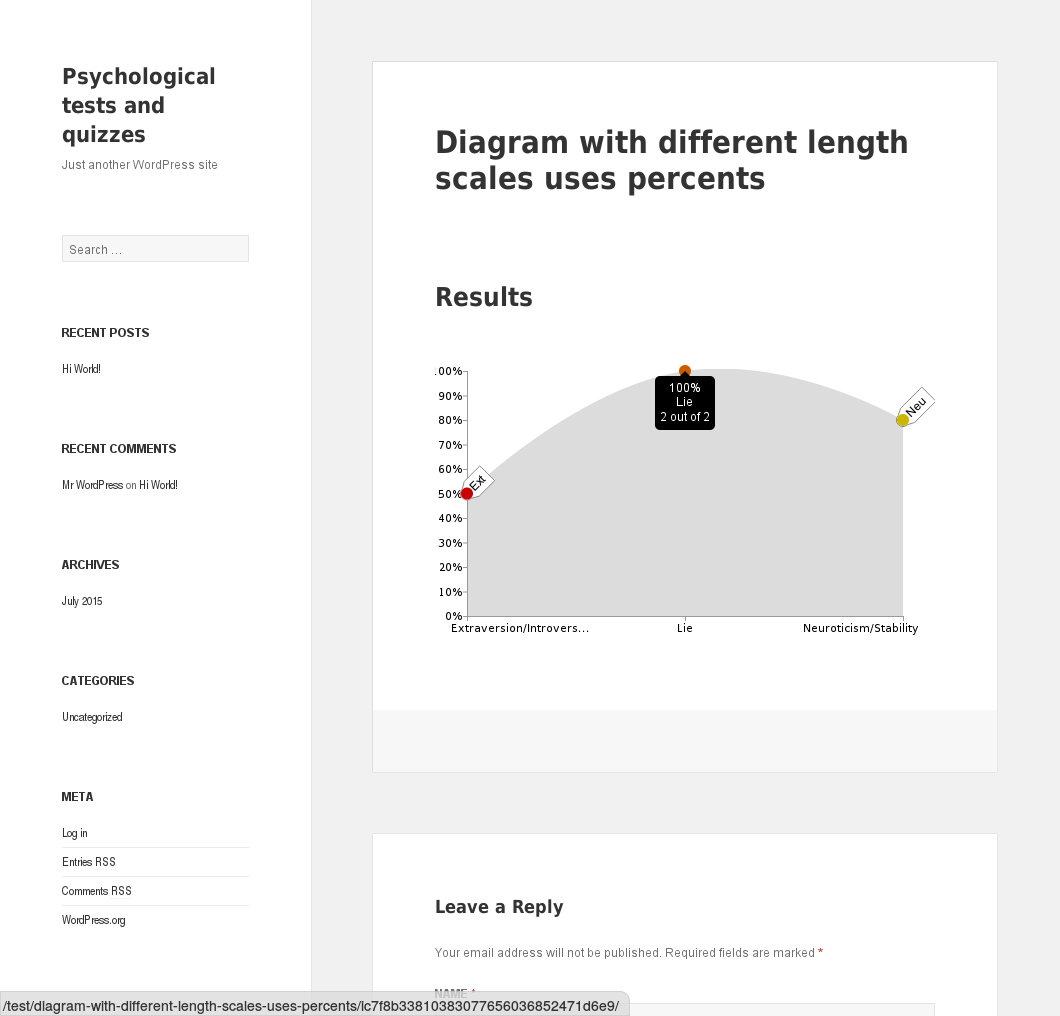 Psychological
tests and
quizzes
Just another WordPress site
Search …
RECENT POSTS
Hi World!
RECENT COMMENTS
Mr WordPress on Hi World!
ARCHIVES
July 2015
CATEGORIES
Uncategorized
META
Log in
Entries RSS
Comments RSS
WordPress.org
Diagram with different length
scales uses percents
Results
100%
90%
80%
70%
60%
50%
40%
30%
20%
10%
0%
Ext
100%
Lie
2 out of 2
Neu
Extraversion/Introvers...
Lie
Neuroticism/Stability
Leave a Reply
Your email address will not be published. Required fields are marked *
NAME *
/test/diagram-with-different-length-scales-uses-percents/ic7f8b33810383077656036852471d6e9/